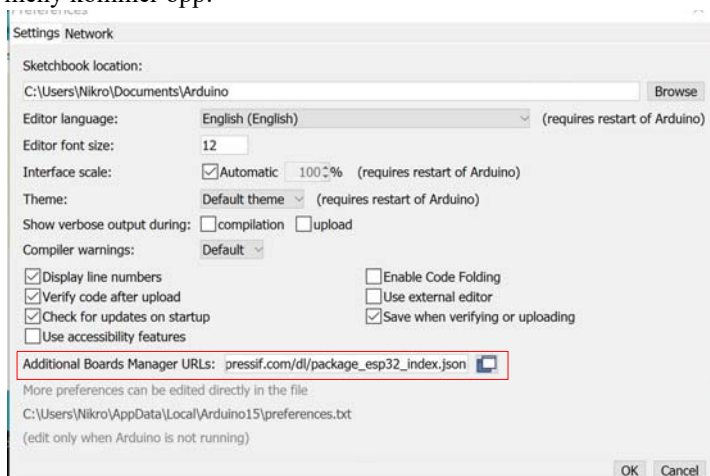 meny kommer opp.
Preferences
Settings Network
Sketchbook location:
C:\Users\Nikro\Documents\Arduino Browse
Editor language: English (English) (requires restart of Arduino)
Editor font size: 12
Interface scale: Automatic 100% (requires restart of Arduino)
Theme: Default theme (requires restart of Arduino)
Show verbose output during: compilation upload
Compiler warnings: Default
Display line numbers Enable Code Folding
Verify code after upload Use external editor
Check for updates on startup Save when verifying or uploading
Use accessibility features
Additional Boards Manager URLs: pressif.com/dl/package_esp32_index.json
More preferences can be edited directly in the file
C:\Users\Nikro\AppData\Local\Arduino15\preferences.txt
(edit only when Arduino is not running)
OK Cancel